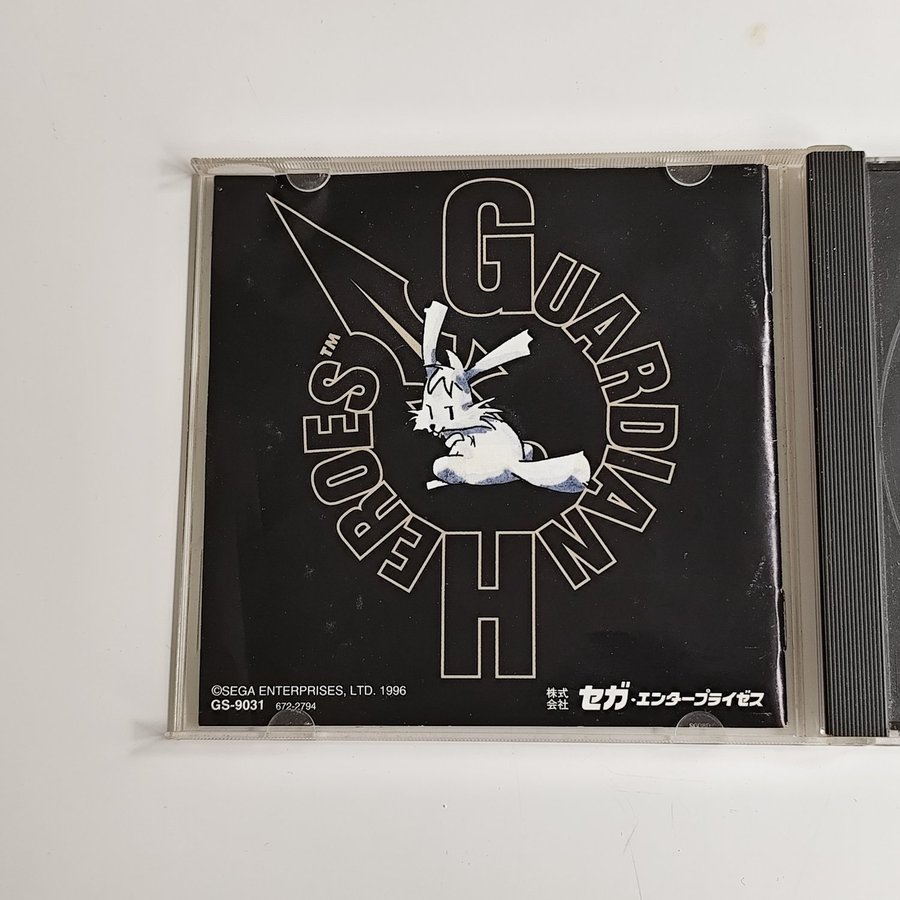 GUARDIAN
HEROES™
©SEGA ENTERPRISES, LTD. 1996
GS-9031 672-2794
株式会社 セガ・エンタープライゼス